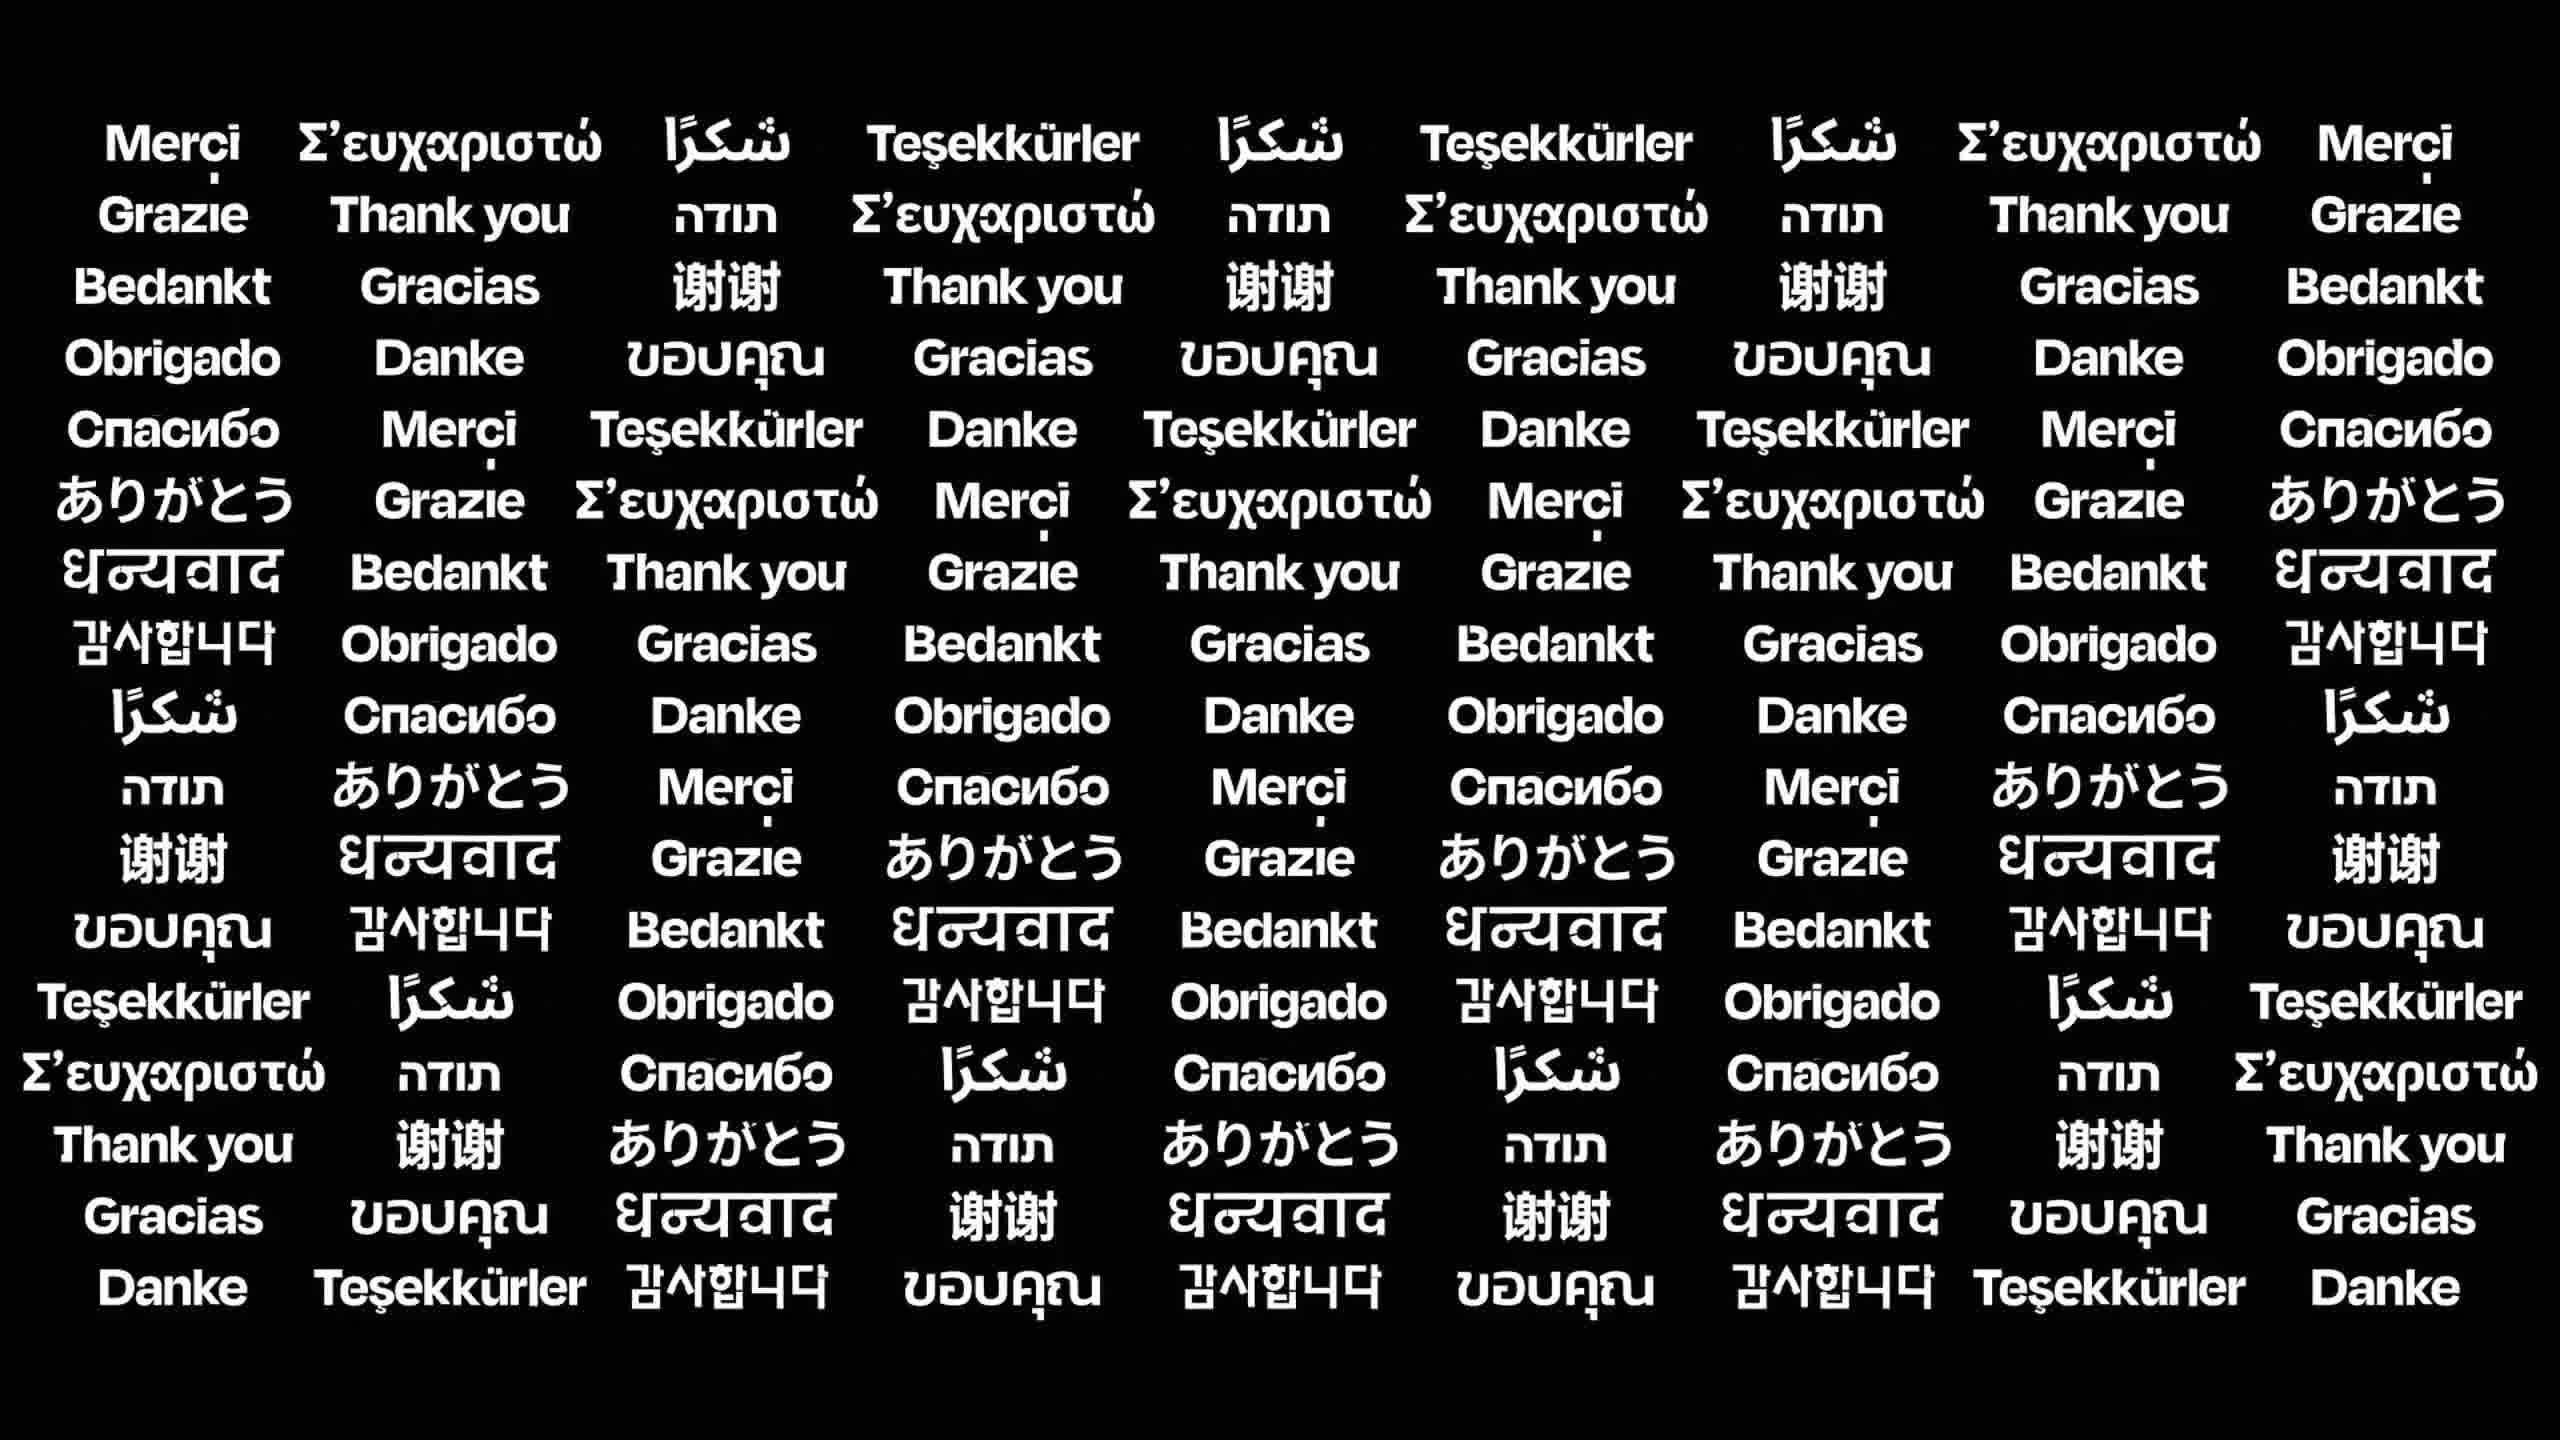 Merci Σ’ευχαριστώ شكرًا Teşekkürler شكرًا Teşekkürler شكرًا Σ’ευχαριστώ Merci
Grazie Thank you תודה Σ’ευχαριστώ תודה Σ’ευχαριστώ תודה Thank you Grazie
Bedankt Gracias 谢谢 Thank you 谢谢 Thank you 谢谢 Gracias Bedankt
Obrigado Danke ขอบคุณ Gracias ขอบคุณ Gracias ขอบคุณ Danke Obrigado
Спасибо Merci Teşekkürler Danke Teşekkürler Danke Teşekkürler Merci Спасибо
ありがとう Grazie Σ’ευχαριστώ Merci Σ’ευχαριστώ Merci Σ’ευχαριστώ Grazie ありがとう
धन्यवाद Bedankt Thank you Grazie Thank you Grazie Thank you Bedankt धन्यवाद
감사합니다 Obrigado Gracias Bedankt Gracias Bedankt Gracias Obrigado 감사합니다
شكرًا Спасибо Danke Obrigado Danke Obrigado Danke Спасибо شكرًا
תודה ありがとう Merci Спасибо Merci Спасибо Merci ありがとう תודה
谢谢 धन्यवाद Grazie ありがとう Grazie ありがとう Grazie धन्यवाद 谢谢
ขอบคุณ 감사합니다 Bedankt धन्यवाद Bedankt धन्यवाद Bedankt 감사합니다 ขอบคุณ
Teşekkürler شكرًا Obrigado 감사합니다 Obrigado 감사합니다 Obrigado شكرًا Teşekkürler
Σ’ευχαριστώ תודה Спасибо شكرًا Спасибо شكرًا Спасибо תודה Σ’ευχαριστώ
Thank you 谢谢 ありがとう תודה ありがとう תודה ありがとう 谢谢 Thank you
Gracias ขอบคุณ धन्यवाद 谢谢 धन्यवाद 谢谢 धन्यवाद ขอบคุณ Gracias
Danke Teşekkürler 감사합니다 ขอบคุณ 감사합니다 ขอบคุณ 감사합니다 Teşekkürler Danke